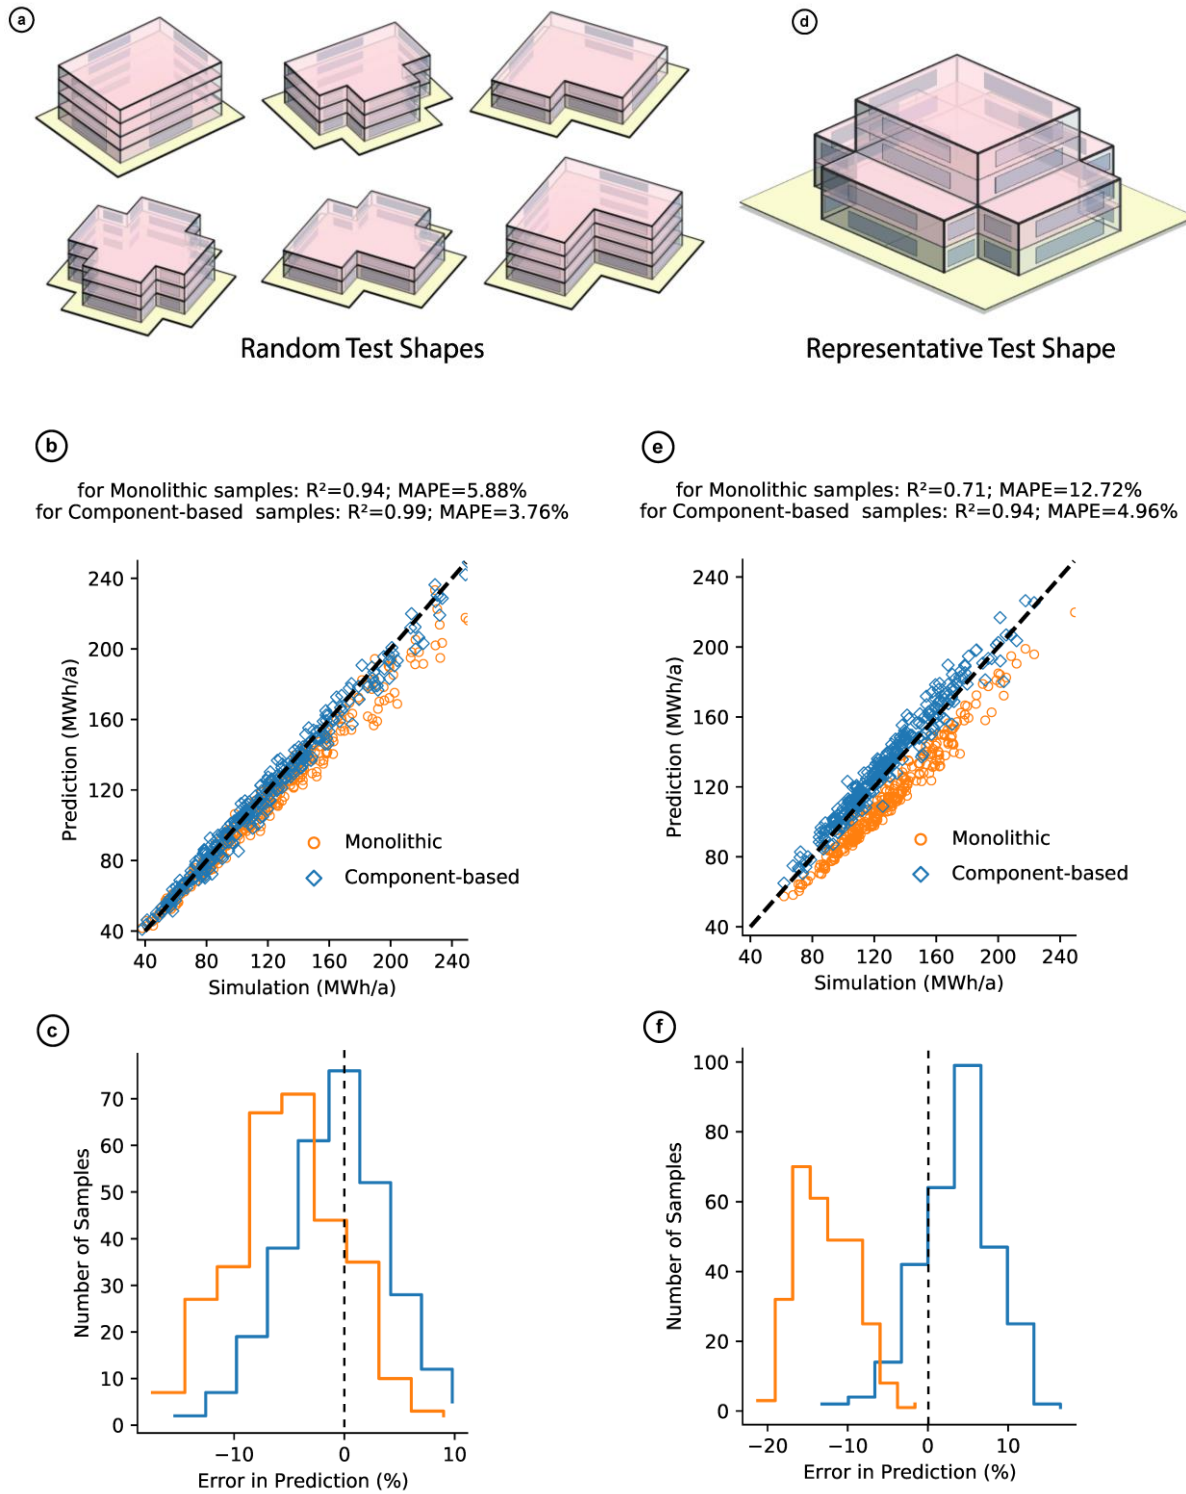 a
d
Random Test Shapes
Representative Test Shape
b
for Monolithic samples: R²=0.94; MAPE=5.88%
for Component-based  samples: R²=0.99; MAPE=3.76%
240
200
160
120
80
40
Prediction (MWh/a)
Monolithic
Component-based
40 80 120 160 200 240
Simulation (MWh/a)
e
for Monolithic samples: R²=0.71; MAPE=12.72%
for Component-based  samples: R²=0.94; MAPE=4.96%
240
200
160
120
80
40
Prediction (MWh/a)
Monolithic
Component-based
40 80 120 160 200 240
Simulation (MWh/a)
c
70
60
50
40
30
20
10
0
Number of Samples
−10 0 10
Error in Prediction (%)
f
100
80
60
40
20
0
Number of Samples
−20 −10 0 10
Error in Prediction (%)